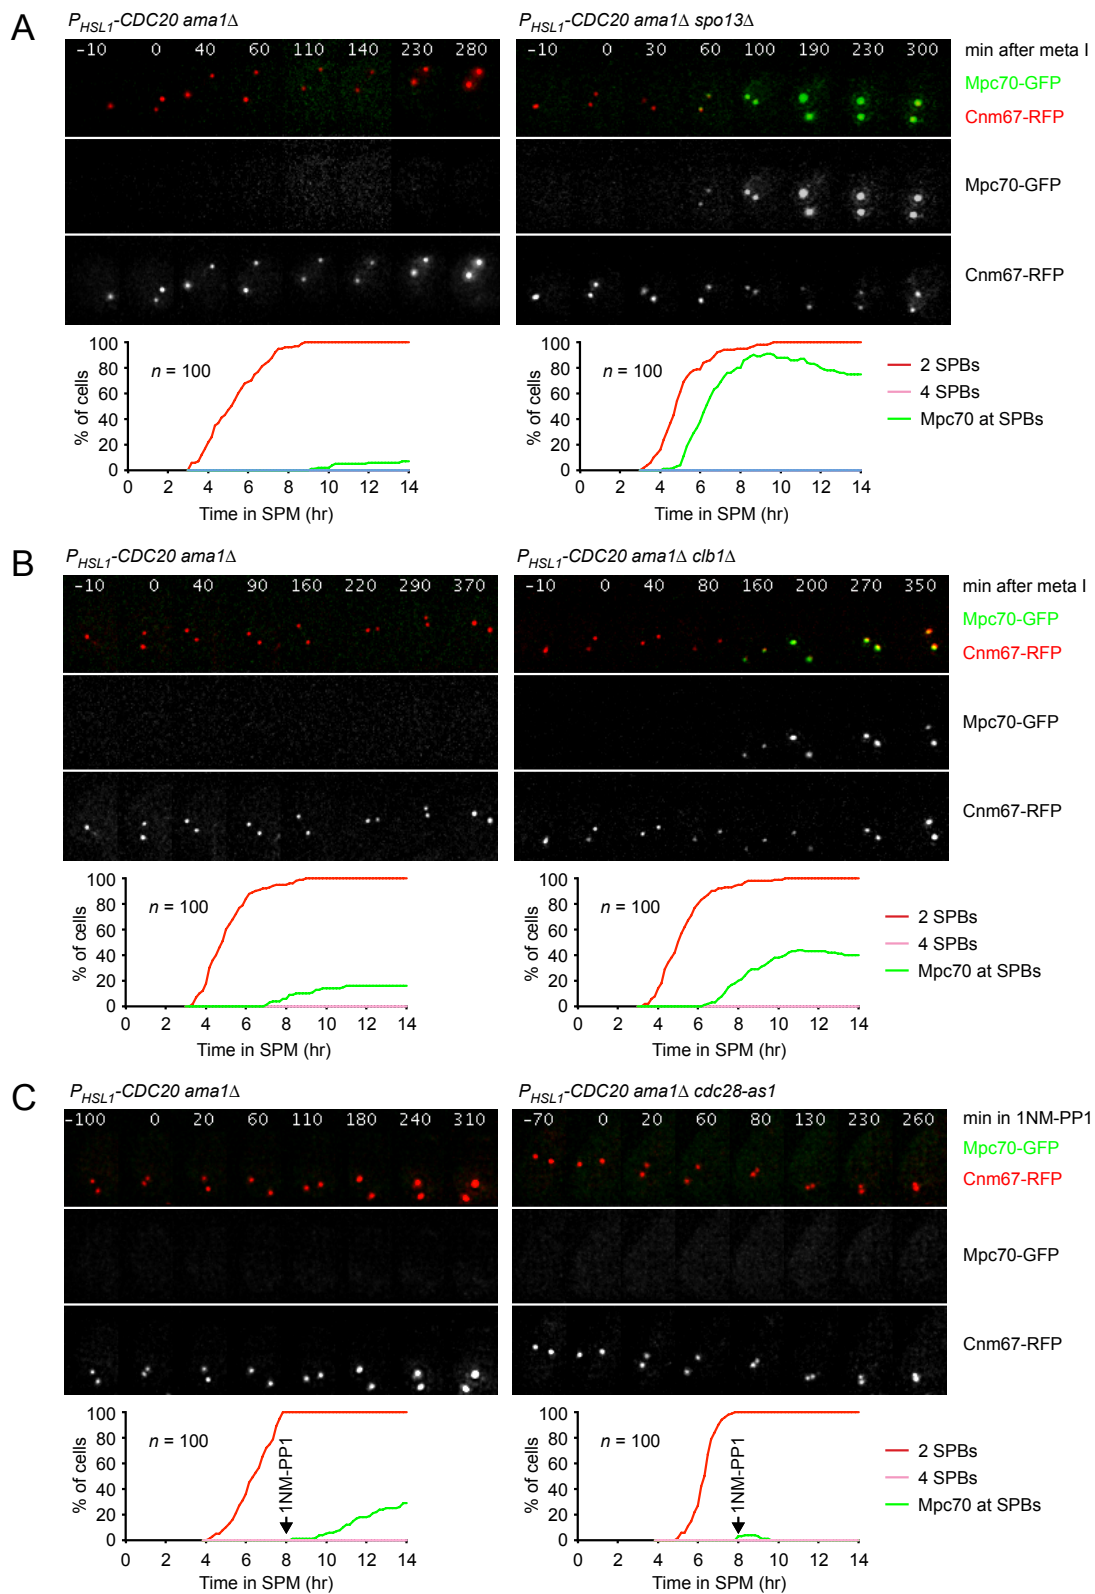 A
P_HSL1-CDC20 ama1Δ
P_HSL1-CDC20 ama1Δ spo13Δ
-10 0 40 60 110 140 230 280
-10 0 30 60 100 190 230 300
min after meta I
Mpc70-GFP
Cnm67-RFP
Mpc70-GFP
Cnm67-RFP
% of cells
100
80
60
40
20
0
n = 100
0 2 4 6 8 10 12 14
Time in SPM (hr)
% of cells
100
80
60
40
20
0
n = 100
0 2 4 6 8 10 12 14
Time in SPM (hr)
2 SPBs
4 SPBs
Mpc70 at SPBs
B
P_HSL1-CDC20 ama1Δ
P_HSL1-CDC20 ama1Δ clb1Δ
-10 0 40 90 160 220 290 370
-10 0 40 80 160 200 270 350
min after meta I
Mpc70-GFP
Cnm67-RFP
Mpc70-GFP
Cnm67-RFP
% of cells
100
80
60
40
20
0
n = 100
0 2 4 6 8 10 12 14
Time in SPM (hr)
% of cells
100
80
60
40
20
0
n = 100
0 2 4 6 8 10 12 14
Time in SPM (hr)
2 SPBs
4 SPBs
Mpc70 at SPBs
C
P_HSL1-CDC20 ama1Δ
P_HSL1-CDC20 ama1Δ cdc28-as1
-100 0 20 60 110 180 240 310
-70 0 20 60 80 130 230 260
min in 1NM-PP1
Mpc70-GFP
Cnm67-RFP
Mpc70-GFP
Cnm67-RFP
% of cells
100
80
60
40
20
0
n = 100
1NM-PP1
0 2 4 6 8 10 12 14
Time in SPM (hr)
% of cells
100
80
60
40
20
0
n = 100
1NM-PP1
0 2 4 6 8 10 12 14
Time in SPM (hr)
2 SPBs
4 SPBs
Mpc70 at SPBs